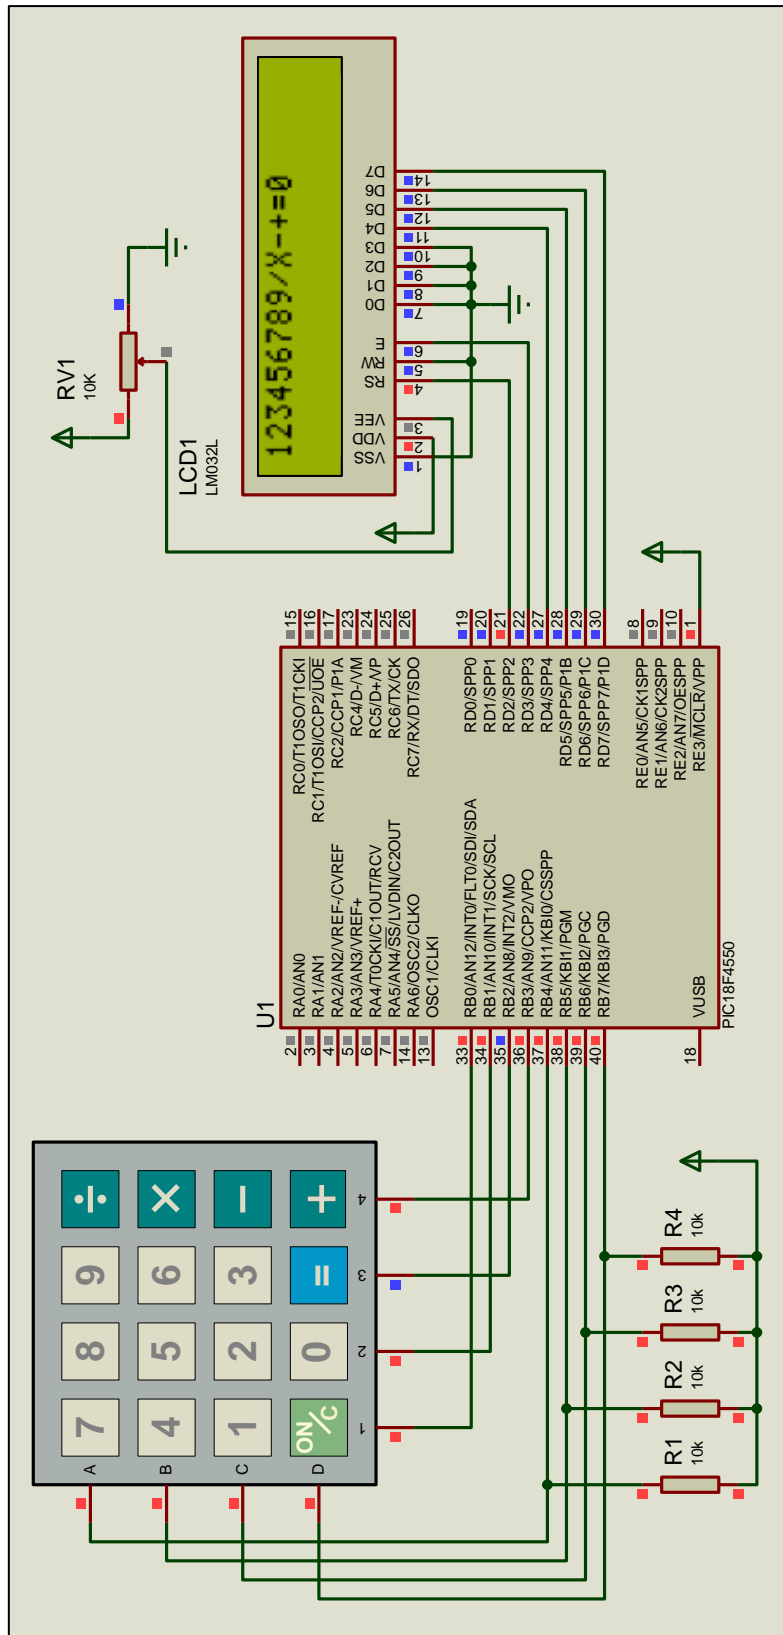 RV1
10K
LCD1
LM032L
123456789/X-+=0
VSS
VDD
VEE
RS
RW
E
D0
D1
D2
D3
D4
D5
D6
D7
1
2
3
4
5
6
7
8
9
10
11
12
13
14
U1
2 RA0/AN0
3 RA1/AN1
4 RA2/AN2/VREF-/CVREF
5 RA3/AN3/VREF+
6 RA4/T0CKI/C1OUT/RCV
7 RA5/AN4/SS/LVDIN/C2OUT
14 RA6/OSC2/CLKO
13 OSC1/CLKI
33 RB0/AN12/INT0/FLT0/SDI/SDA
34 RB1/AN10/INT1/SCK/SCL
35 RB2/AN8/INT2/VMO
36 RB3/AN9/CCP2/VPO
37 RB4/AN11/KBI0/CSSPP
38 RB5/KBI1/PGM
39 RB6/KBI2/PGC
40 RB7/KBI3/PGD
18 VUSB
RC0/T1OSO/T1CKI 15
RC1/T1OSI/CCP2/UOE 16
RC2/CCP1/P1A 17
RC4/D-/VM 23
RC5/D+/VP 24
RC6/TX/CK 25
RC7/RX/DT/SDO 26
RD0/SPP0 19
RD1/SPP1 20
RD2/SPP2 21
RD3/SPP3 22
RD4/SPP4 27
RD5/SPP5/P1B 28
RD6/SPP6/P1C 29
RD7/SPP7/P1D 30
RE0/AN5/CK1SPP 8
RE1/AN6/CK2SPP 9
RE2/AN7/OESPP 10
RE3/MCLR/VPP 1
PIC18F4550
A 7 8 9 ÷
B 4 5 6 ×
C 1 2 3 −
D ON/C 0 = +
1 2 3 4
R1
10k
R2
10k
R3
10k
R4
10k